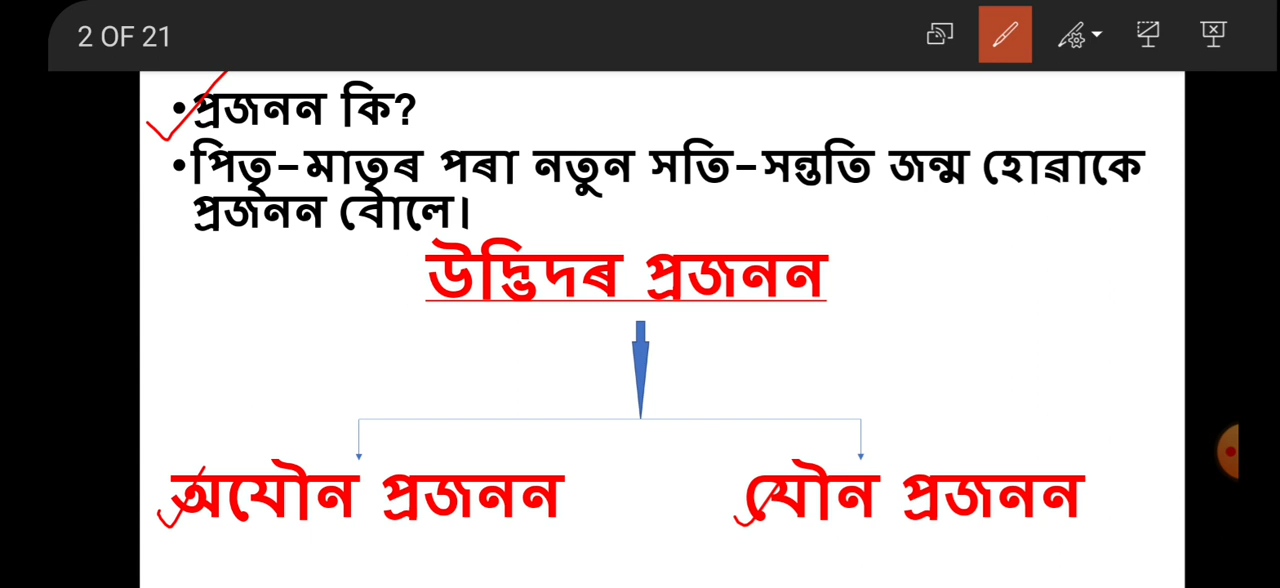 2 OF 21
•প্ৰজনন কি?
•পিতৃ-মাতৃৰ পৰা নতুন সতি-সন্ততি জন্ম হোৱাকে
প্ৰজনন বোলে।
উদ্ভিদৰ প্ৰজনন
অযৌন প্ৰজনন যৌন প্ৰজনন